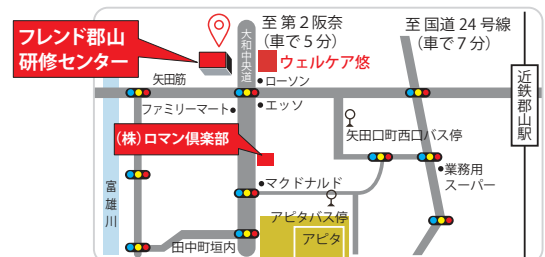 フレンド郡山
研修センター
至 第2阪奈
（車で5分）
至 国道24号線
（車で7分）
大和中央道
ウェルケア悠
矢田筋
ローソン
ファミリーマート
エッソ
近鉄郡山駅
矢田口町西口バス停
（株）ロマン倶楽部
業務用
スーパー
富雄川
マクドナルド
アピタバス停
アピタ
田中町垣内